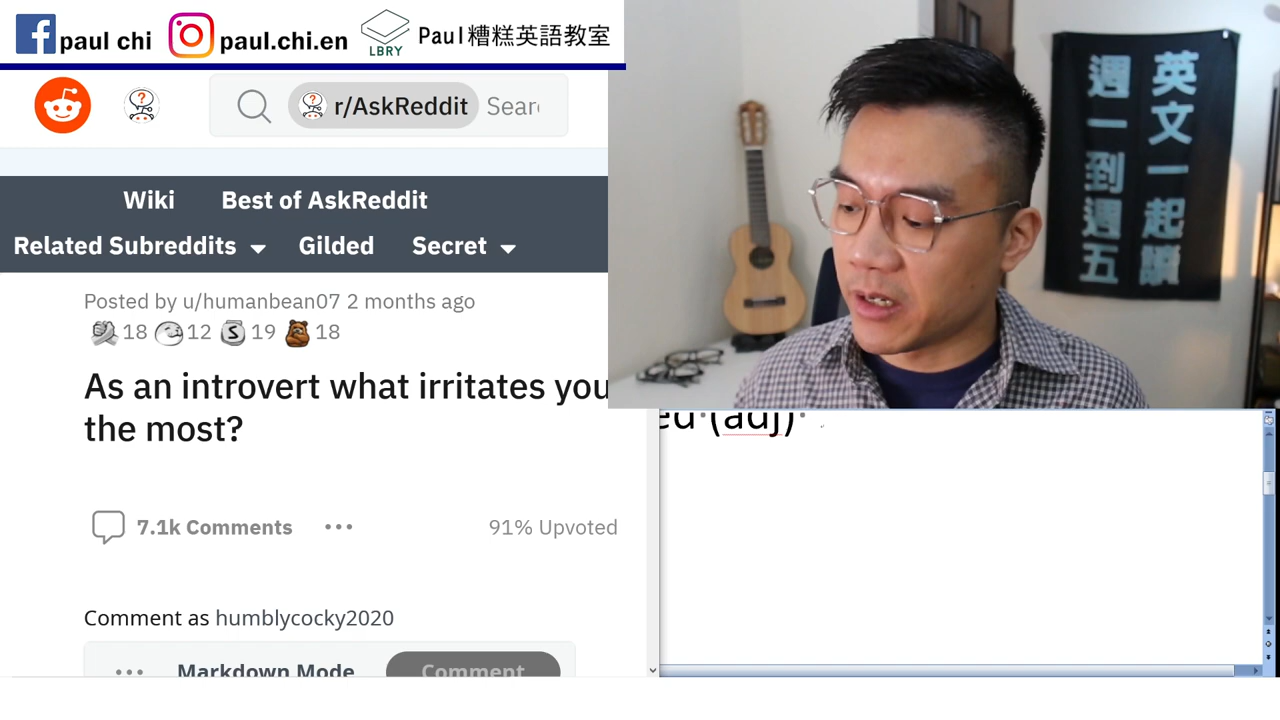 paul chi
paul.chi.en
LBRY
Paul糟糕英語教室
r/AskReddit
Wiki Best of AskReddit
Related Subreddits Gilded Secret
Posted by u/humanbean07 2 months ago
18 12 S 19 18
As an introvert what irritates you
the most?
7.1k Comments ... 91% Upvoted
Comment as humblycocky2020
... Markdown Mode Comment
英文一起讀
週一到週五
(adj)